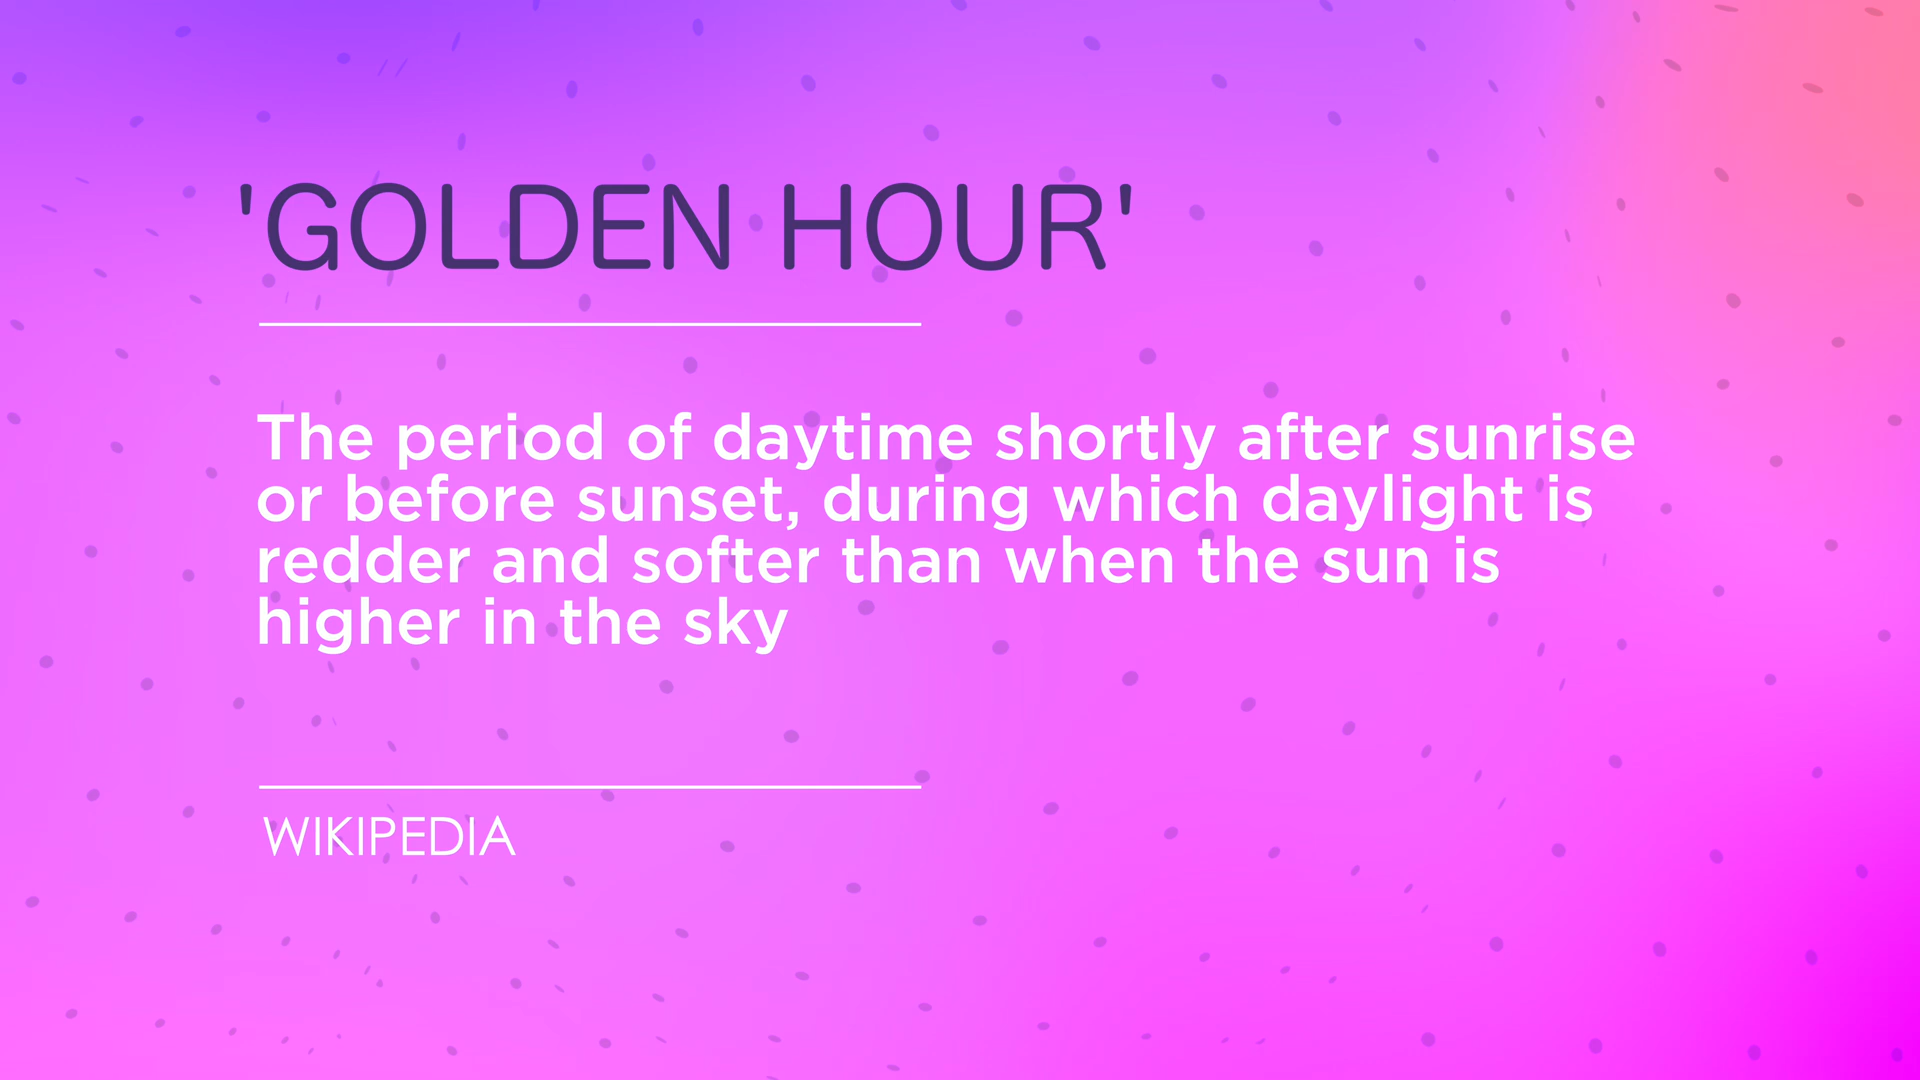 'GOLDEN HOUR'
The period of daytime shortly after sunrise
or before sunset, during which daylight is
redder and softer than when the sun is
higher in the sky
WIKIPEDIA